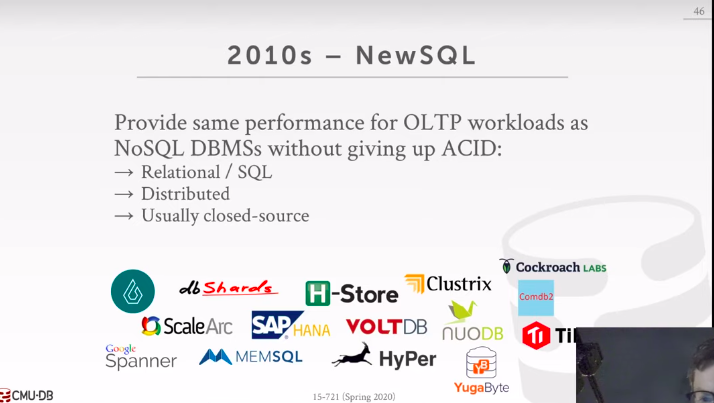 46
2010s – NewSQL
Provide same performance for OLTP workloads as
NoSQL DBMSs without giving up ACID:
→ Relational / SQL
→ Distributed
→ Usually closed-source
Cockroach LABS
dbShards
H-Store
Clustrix
Comdb2
ScaleArc
SAP HANA
VOLTDB
NUODB
Ti
Google
Spanner
MEMSQL
HyPer
YB
YugaByte
CMU·DB
15-721 (Spring 2020)